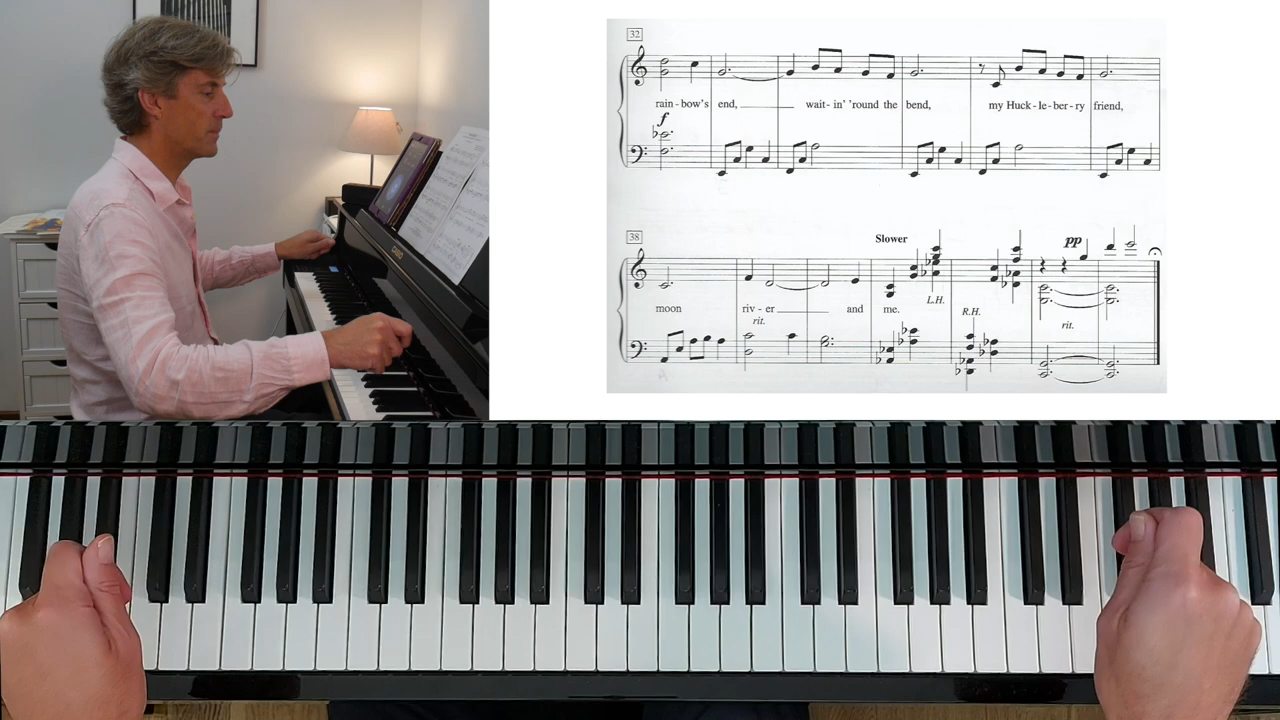 32
rain-bow's end, wait-in' 'round the bend, my Huck-le-ber-ry friend,
f
38
Slower
pp
moon riv-er and me.
L.H.
rit.
R.H.
rit.
CASIO